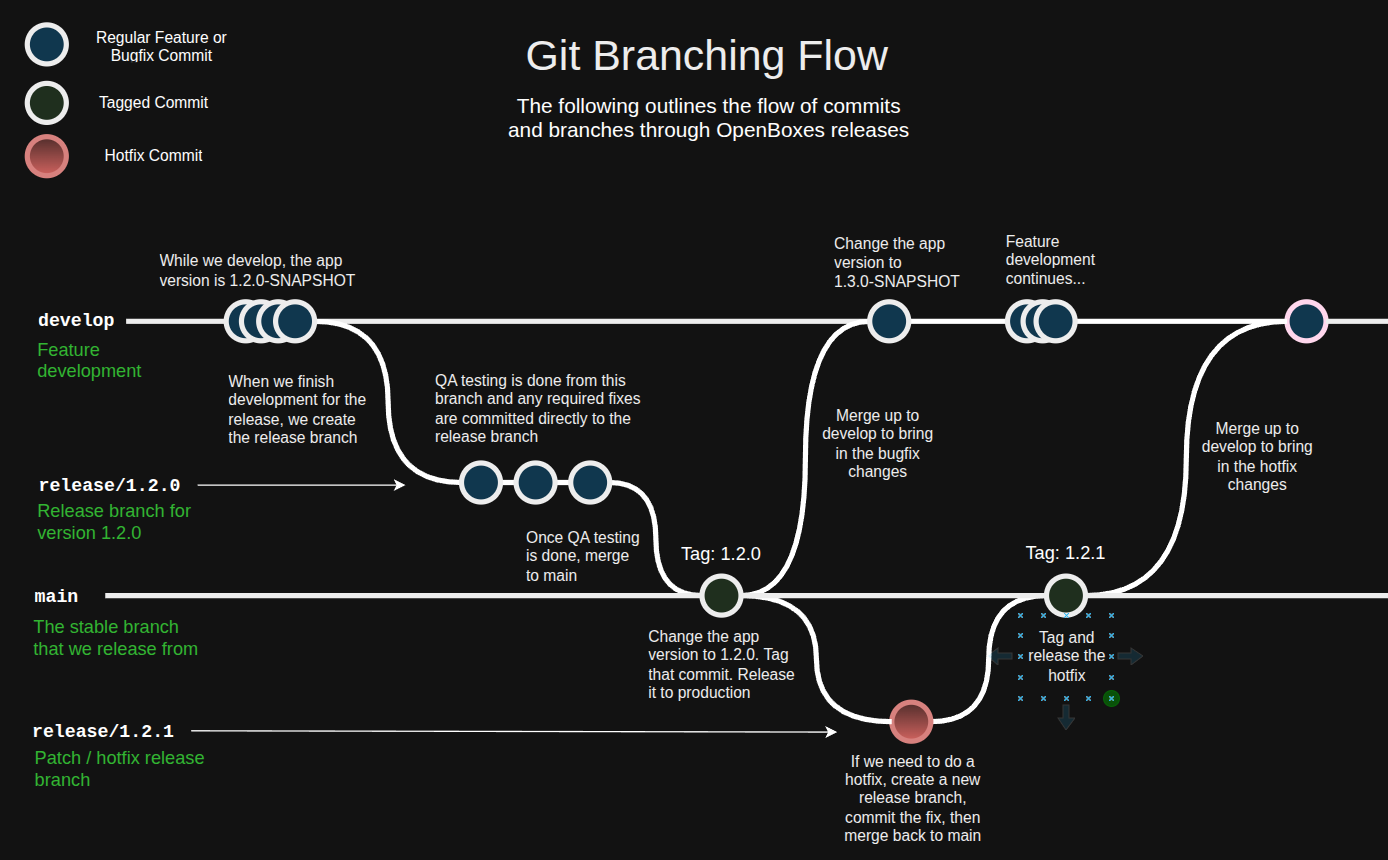 Regular Feature or
Bugfix Commit
Tagged Commit
Hotfix Commit
Git Branching Flow
The following outlines the flow of commits
and branches through OpenBoxes releases
While we develop, the app
version is 1.2.0-SNAPSHOT
Change the app
version to
1.3.0-SNAPSHOT
Feature
development
continues...
develop
Feature
development
When we finish
development for the
release, we create
the release branch
QA testing is done from this
branch and any required fixes
are committed directly to the
release branch
Merge up to
develop to bring
in the bugfix
changes
Merge up to
develop to bring
in the hotfix
changes
release/1.2.0
Release branch for
version 1.2.0
Once QA testing
is done, merge
to main
Tag: 1.2.0
Tag: 1.2.1
main
The stable branch
that we release from
Change the app
version to 1.2.0. Tag
that commit. Release
it to production
Tag and
release the
hotfix
release/1.2.1
Patch / hotfix release
branch
If we need to do a
hotfix, create a new
release branch,
commit the fix, then
merge back to main